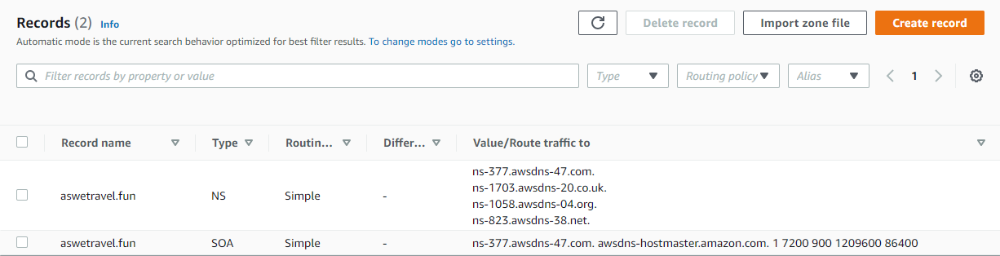 Records (2) Info
Delete record
Import zone file
Create record
Automatic mode is the current search behavior optimized for best filter results. To change modes go to settings.
Filter records by property or value
Type
Routing policy
Alias
1
Record name Type Routin... Differ... Value/Route traffic to
ns-377.awsdns-47.com.
ns-1703.awsdns-20.co.uk.
aswetravel.fun NS Simple -
ns-1058.awsdns-04.org.
ns-823.awsdns-38.net.
aswetravel.fun SOA Simple - ns-377.awsdns-47.com. awsdns-hostmaster.amazon.com. 1 7200 900 1209600 86400